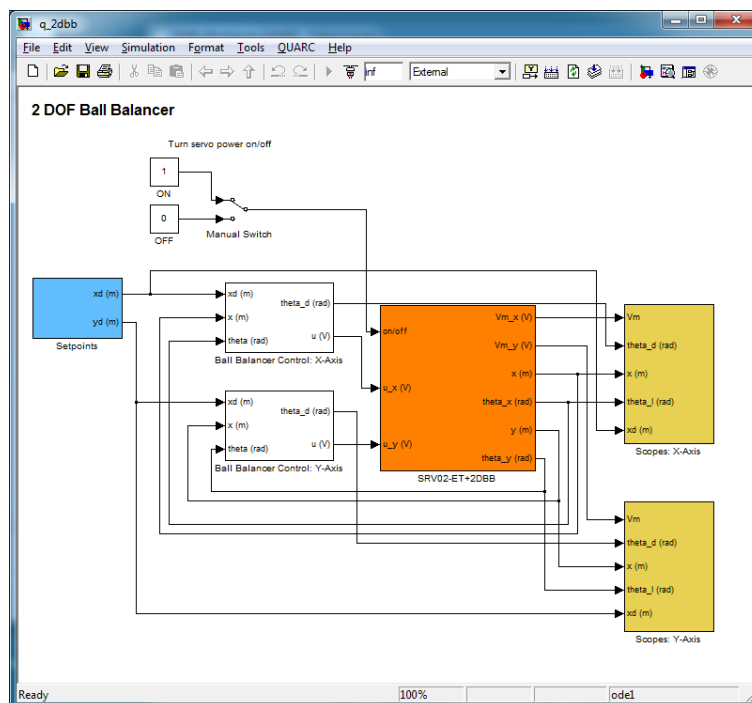 q_2dbb
File Edit View Simulation Format Tools QUARC Help
inf External
2 DOF Ball Balancer
Turn servo power on/off
1
ON
0
OFF
Manual Switch
xd (m)
yd (m)
Setpoints
xd (m)
x (m)
theta (rad)
theta_d (rad)
u (V)
Ball Balancer Control: X-Axis
xd (m)
x (m)
theta (rad)
theta_d (rad)
u (V)
Ball Balancer Control: Y-Axis
on/off
u_x (V)
u_y (V)
Vm_x (V)
Vm_y (V)
x (m)
theta_x (rad)
y (m)
theta_y (rad)
SRV02-ET+2DBB
Vm
theta_d (rad)
x (m)
theta_l (rad)
xd (m)
Scopes: X-Axis
Vm
theta_d (rad)
x (m)
theta_l (rad)
xd (m)
Scopes: Y-Axis
Ready 100% ode1